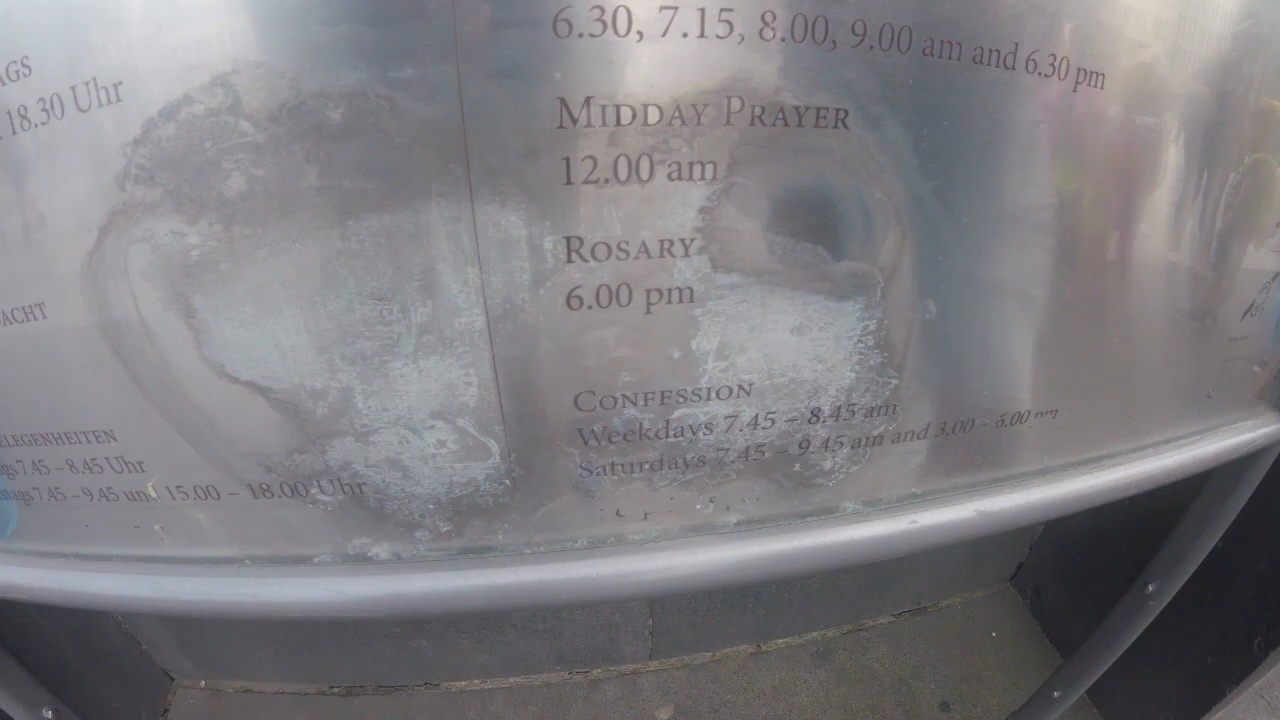 AGS
18.30 Uhr
ACHT
ELEGENHEITEN
ags 7.45 – 8.45 Uhr
ntags 7.45 – 9.45 und 15.00 – 18.00 Uhr
6.30, 7.15, 8.00, 9.00 am and 6.30 pm
MIDDAY PRAYER
12.00 am
ROSARY
6.00 pm
CONFESSION
Weekdays 7.45 – 8.45 am
Saturdays 7.45 – 9.45 am and 3.00 – 6.00 pm